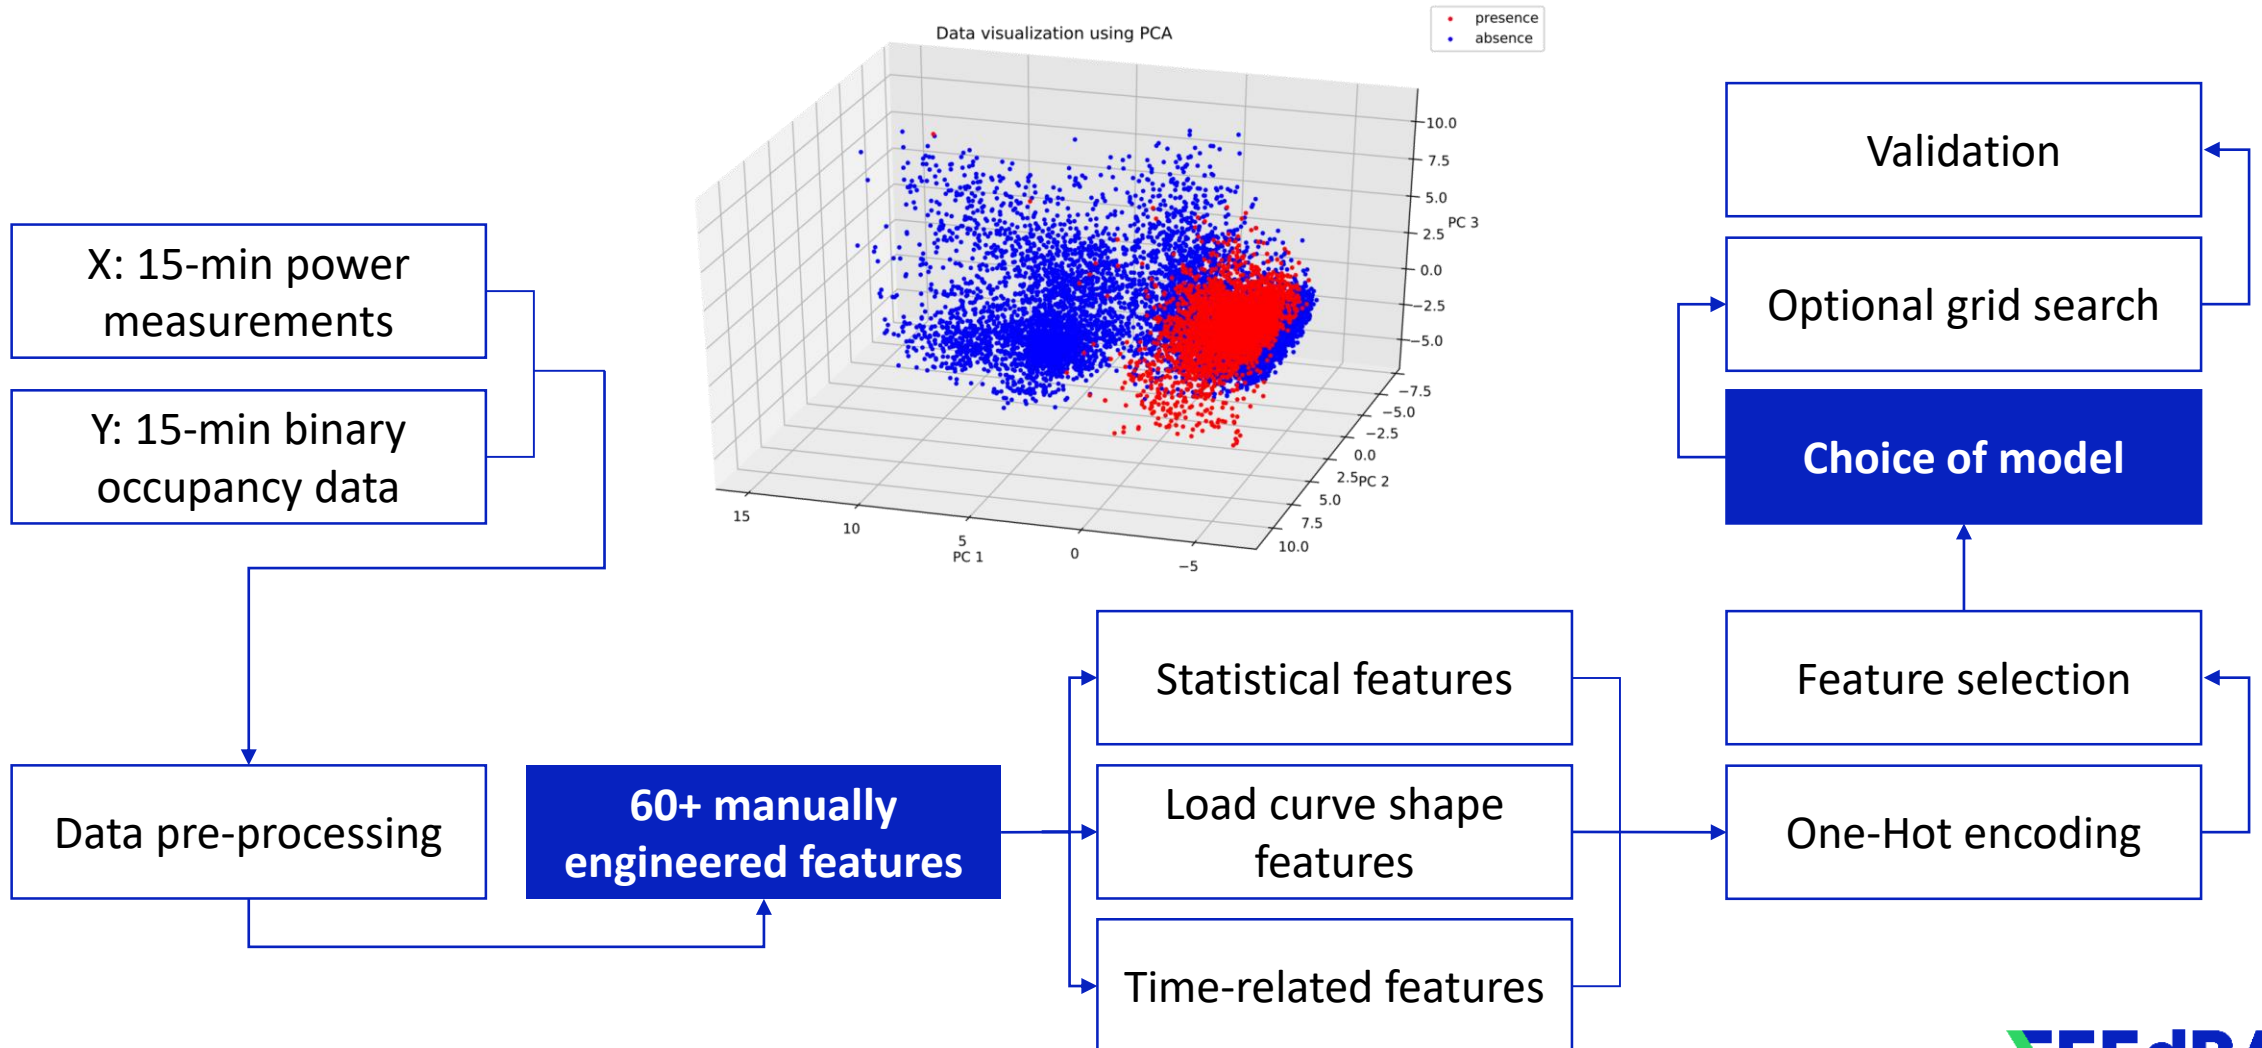 Data visualization using PCA
presence
absence
10.0
7.5
5.0
PC 3
2.5
0.0
−2.5
−5.0
−7.5
−5.0
−2.5
0.0
2.5
PC 2
5.0
7.5
10.0
15
10
5
PC 1
0
−5
X: 15-min power
measurements
Y: 15-min binary
occupancy data
Data pre-processing
60+ manually
engineered features
Statistical features
Load curve shape
features
Time-related features
One-Hot encoding
Feature selection
Choice of model
Optional grid search
Validation